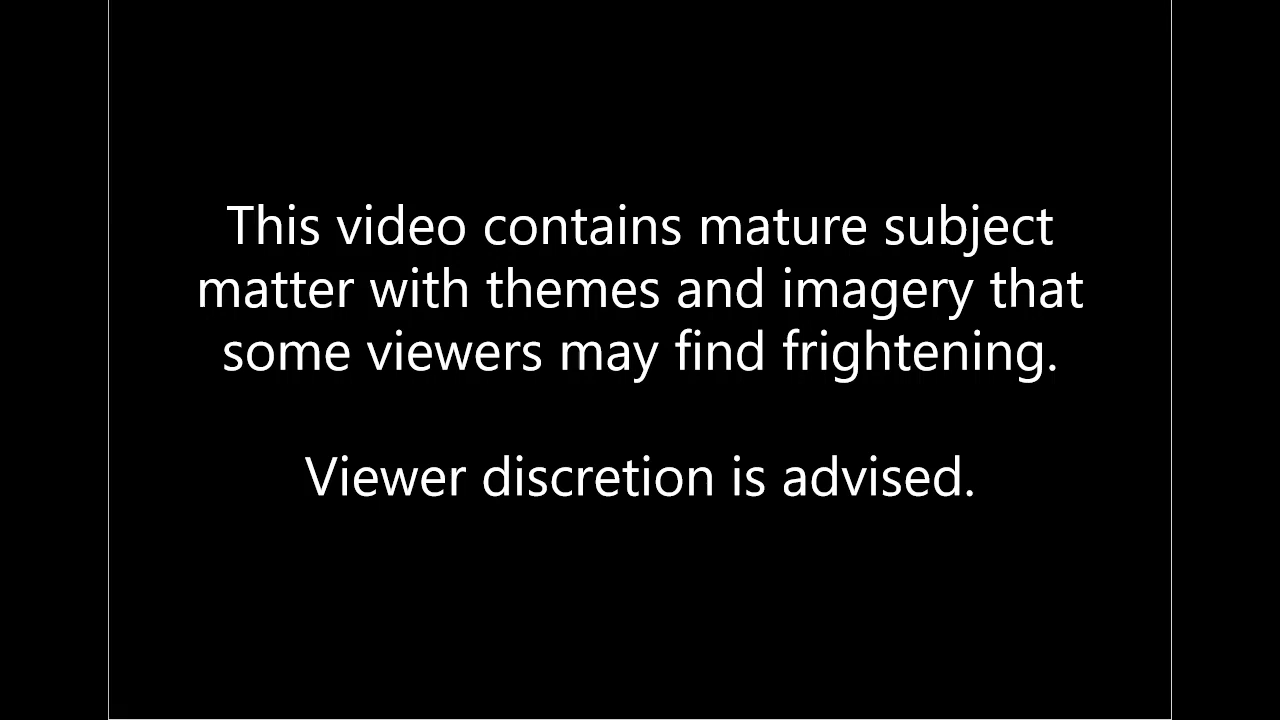 This video contains mature subject
matter with themes and imagery that
some viewers may find frightening.
Viewer discretion is advised.